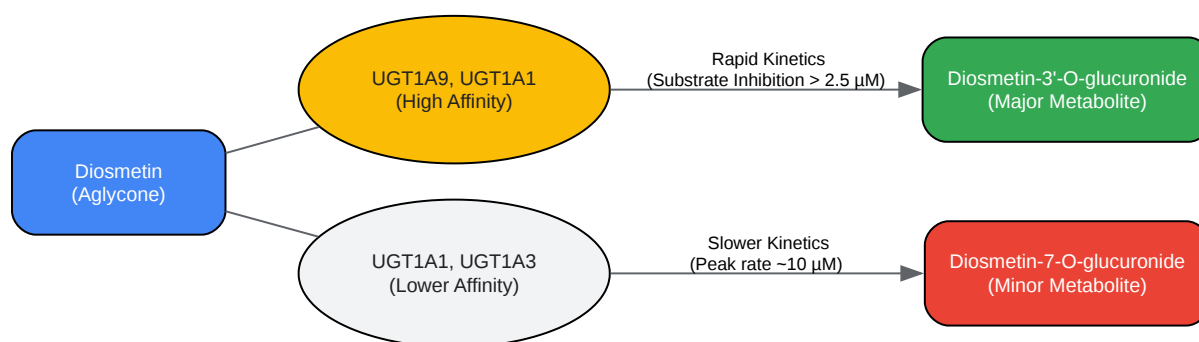 Diosmetin
(Aglycone)
UGT1A9, UGT1A1
(High Affinity)
Rapid Kinetics
(Substrate Inhibition > 2.5 µM)
Diosmetin-3'-O-glucuronide
(Major Metabolite)
UGT1A1, UGT1A3
(Lower Affinity)
Slower Kinetics
(Peak rate ~10 µM)
Diosmetin-7-O-glucuronide
(Minor Metabolite)